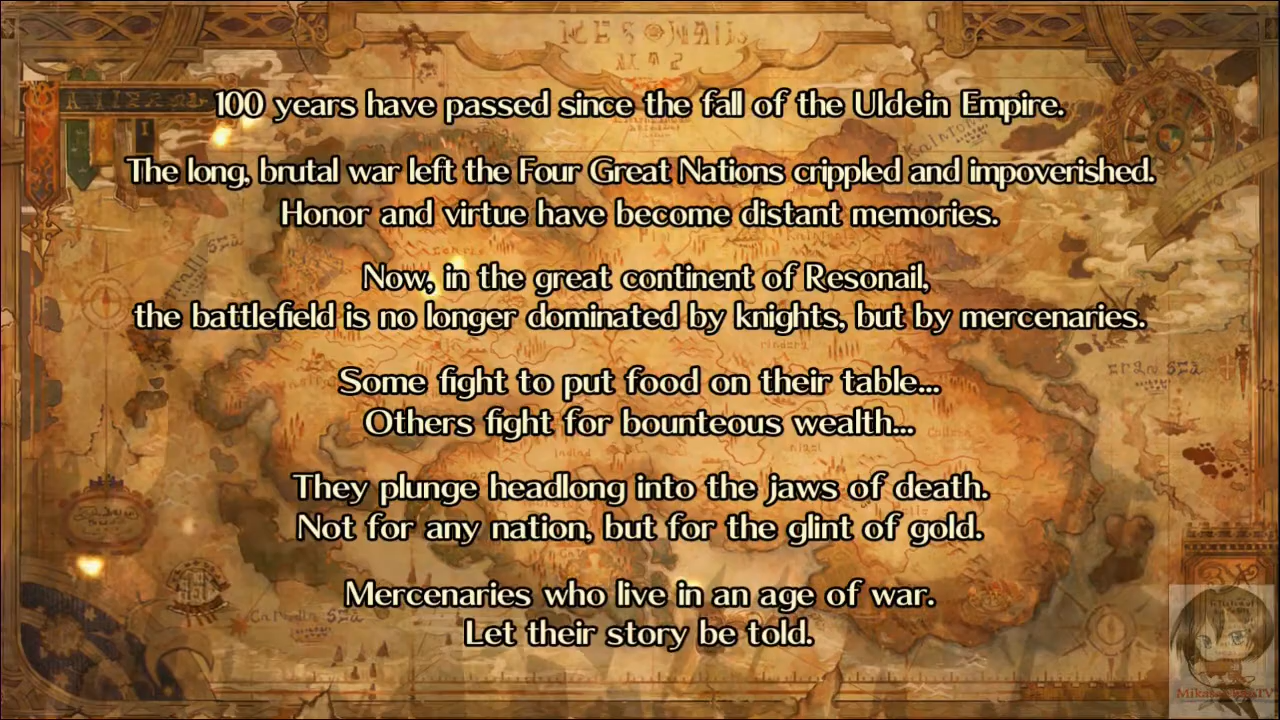 RESONAIL
MAP
100 years have passed since the fall of the Uldein Empire.
The long, brutal war left the Four Great Nations crippled and impoverished.
Honor and virtue have become distant memories.
Now, in the great continent of Resonail,
the battlefield is no longer dominated by knights, but by mercenaries.
Some fight to put food on their table...
Others fight for bounteous wealth...
They plunge headlong into the jaws of death.
Not for any nation, but for the glint of gold.
Mercenaries who live in an age of war.
Let their story be told.